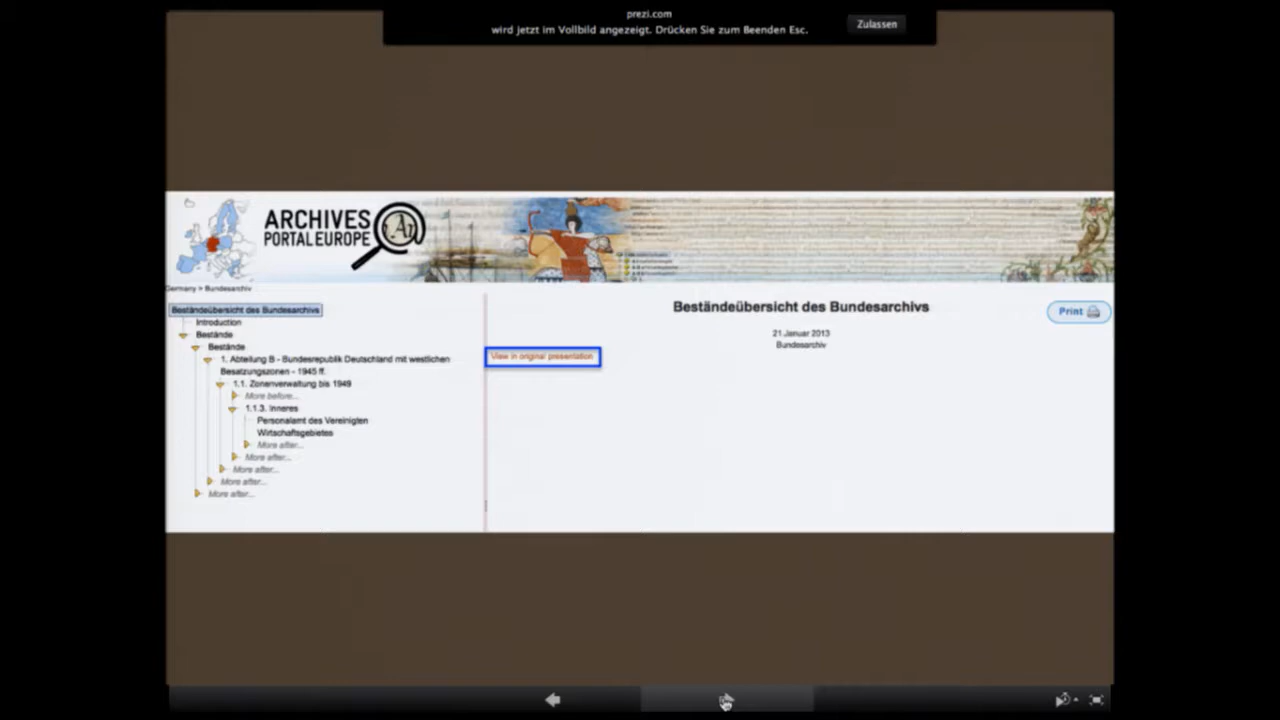 prezi.com
wird jetzt im Vollbild angezeigt. Drücken Sie zum Beenden Esc.
Zulassen
ARCHIVES
PORTAL EUROPE
Germany > Bundesarchiv
Beständeübersicht des Bundesarchivs
Introduction
Bestände
Bestände
1. Abteilung B - Bundesrepublik Deutschland mit westlichen
Besatzungszonen - 1945 ff.
1.1. Zonenverwaltung bis 1949
More before...
1.1.3. Inneres
Personalamt des Vereinigten
Wirtschaftsgebietes
More after...
More after...
More after...
More after...
More after...
View in original presentation
Beständeübersicht des Bundesarchivs
21 Januar 2013
Bundesarchiv
Print